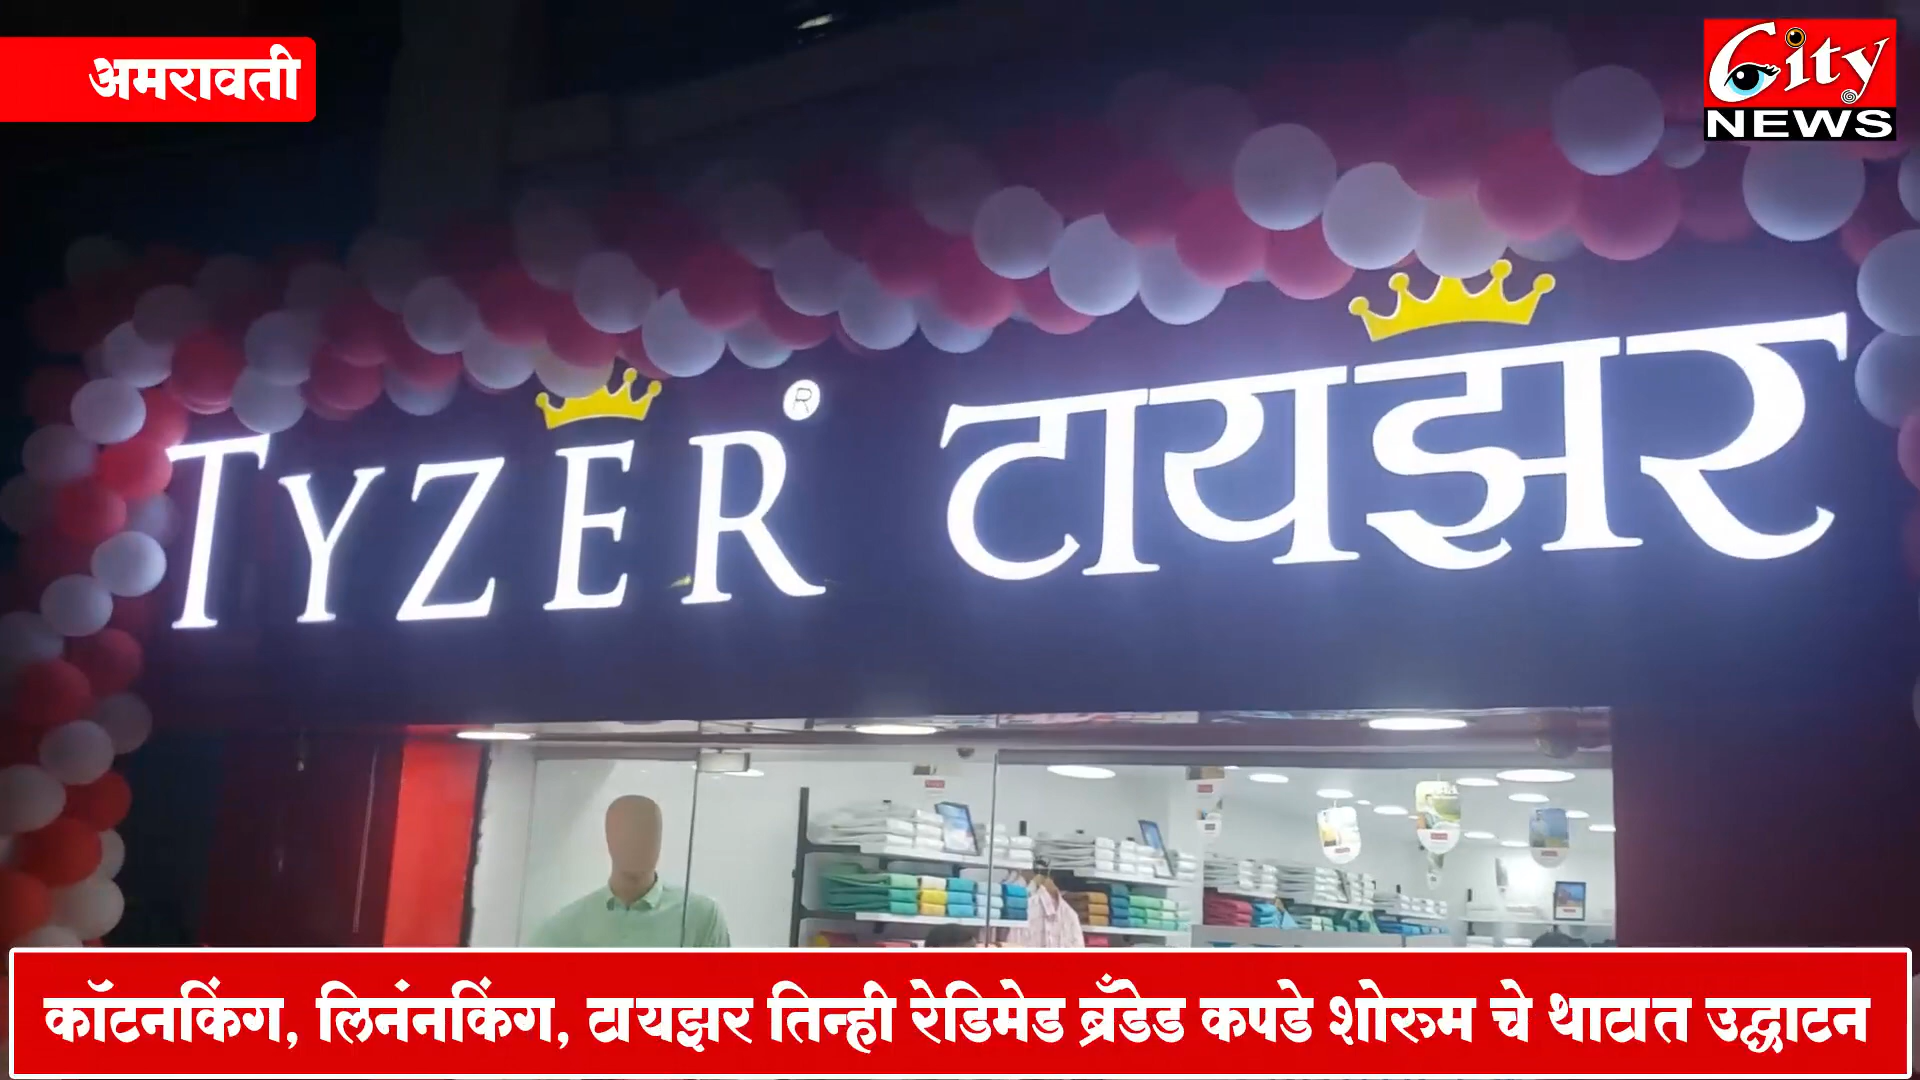 अमरावती
City
NEWS
TYZER® टायझर
कॉटनकिंग, लिनंनकिंग, टायझर तिन्ही रेडिमेड ब्रँडेड कपडे शोरुम चे थाटात उद्घाटन